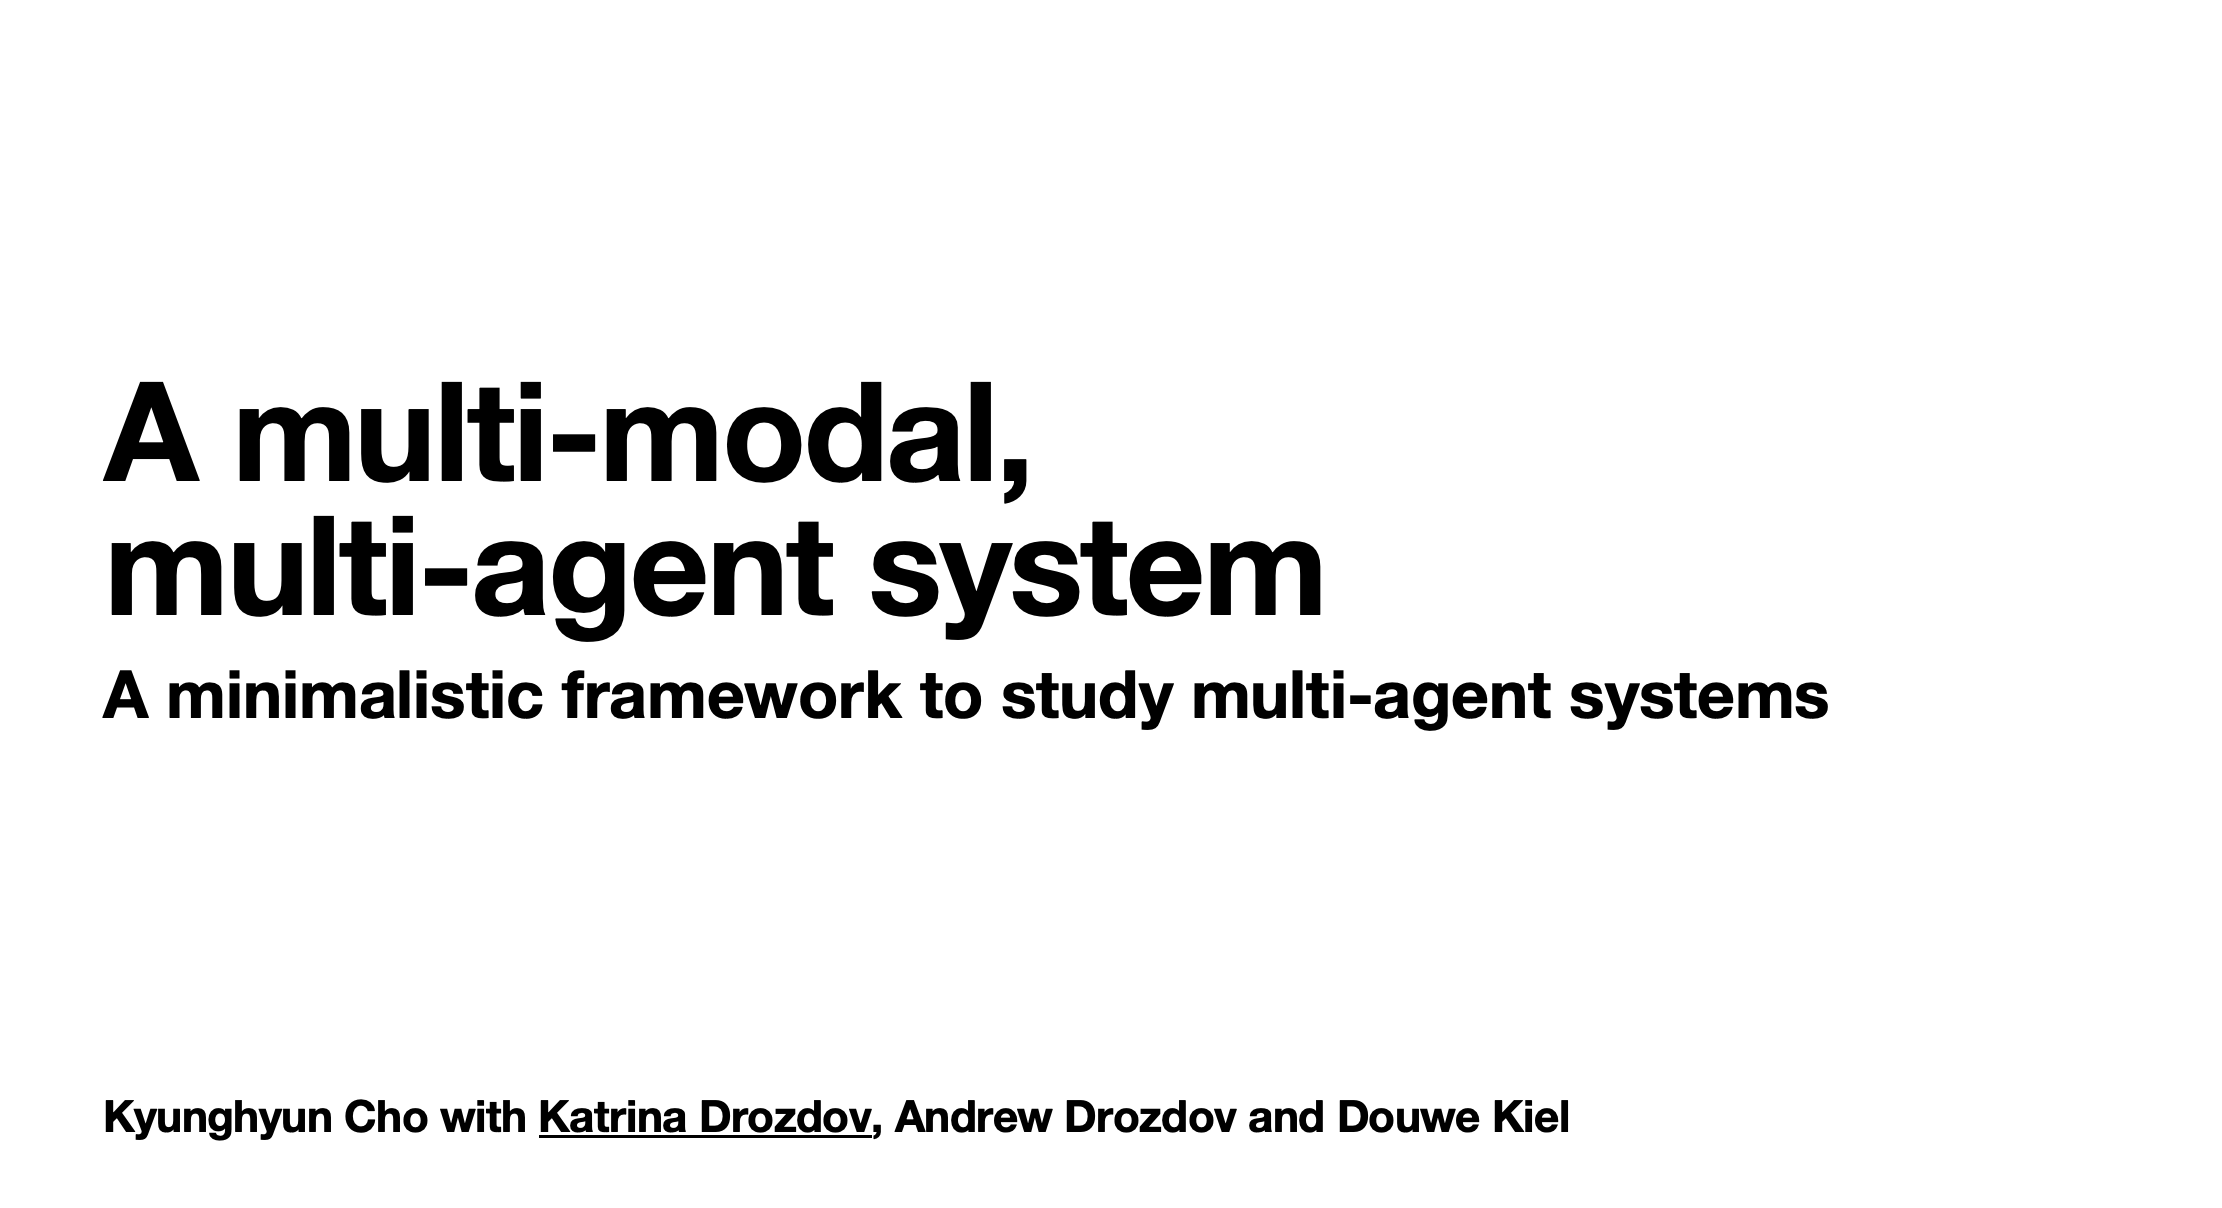 A multi-modal,
multi-agent system
A minimalistic framework to study multi-agent systems
Kyunghyun Cho with Katrina Drozdov, Andrew Drozdov and Douwe Kiel